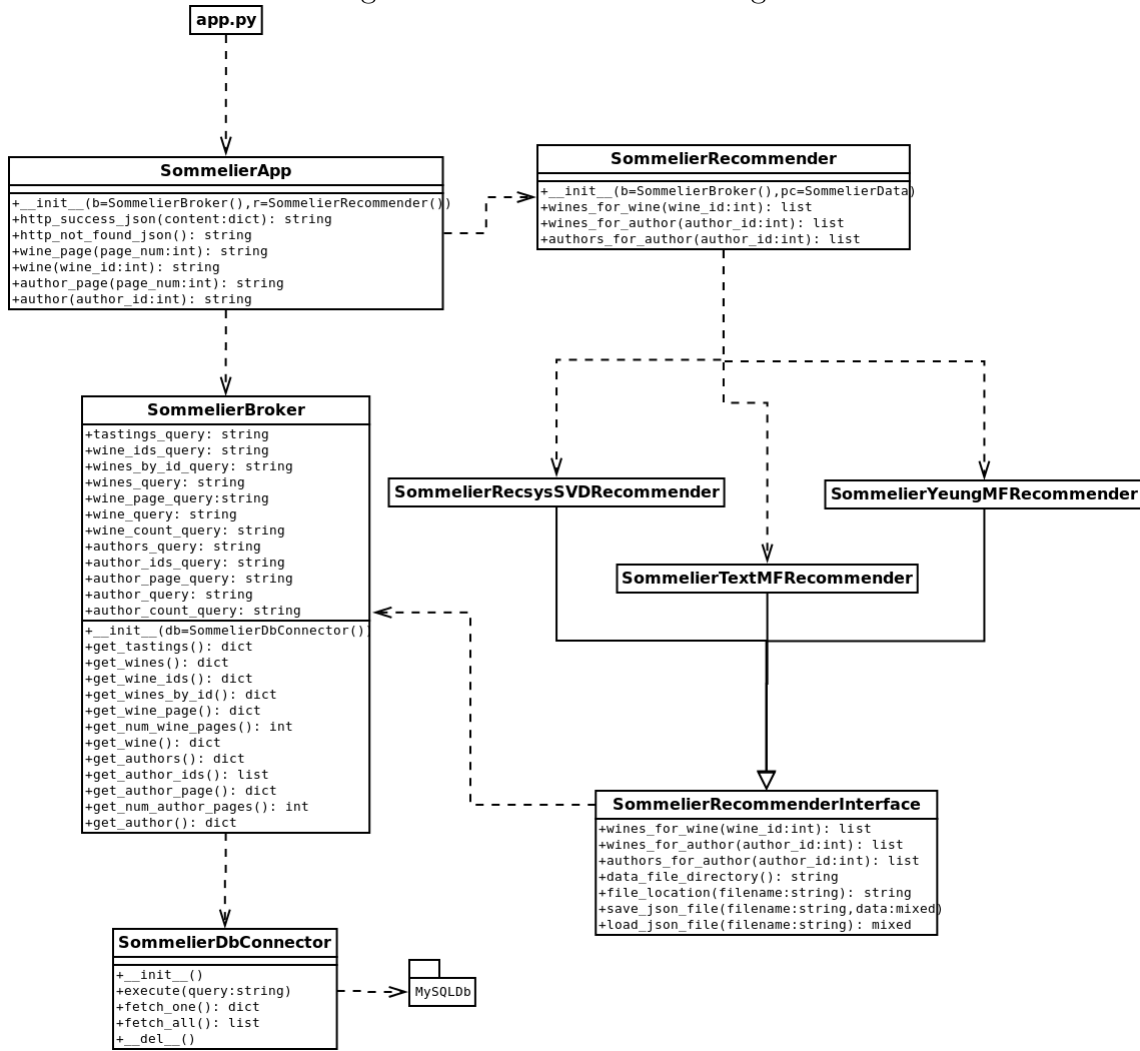 app.py
SommelierApp
+__init__(b=SommelierBroker(),r=SommelierRecommender())
+http_success_json(content:dict): string
+http_not_found_json(): string
+wine_page(page_num:int): string
+wine(wine_id:int): string
+author_page(page_num:int): string
+author(author_id:int): string
SommelierRecommender
+__init__(b=SommelierBroker(),pc=SommelierData)
+wines_for_wine(wine_id:int): list
+wines_for_author(author_id:int): list
+authors_for_author(author_id:int): list
SommelierBroker
+tastings_query: string
+wine_ids_query: string
+wines_by_id_query: string
+wines_query: string
+wine_page_query:string
+wine_query: string
+wine_count_query: string
+authors_query: string
+author_ids_query: string
+author_page_query: string
+author_query: string
+author_count_query: string
+__init__(db=SommelierDbConnector())
+get_tastings(): dict
+get_wines(): dict
+get_wine_ids(): dict
+get_wines_by_id(): dict
+get_wine_page(): dict
+get_num_wine_pages(): int
+get_wine(): dict
+get_authors(): dict
+get_author_ids(): list
+get_author_page(): dict
+get_num_author_pages(): int
+get_author(): dict
SommelierRecsysSVDRecommender
SommelierYeungMFRecommender
SommelierTextMFRecommender
SommelierRecommenderInterface
+wines_for_wine(wine_id:int): list
+wines_for_author(author_id:int): list
+authors_for_author(author_id:int): list
+data_file_directory(): string
+file_location(filename:string): string
+save_json_file(filename:string,data:mixed)
+load_json_file(filename:string): mixed
SommelierDbConnector
+__init__()
+execute(query:string)
+fetch_one(): dict
+fetch_all(): list
+__del__()
MySQLDb